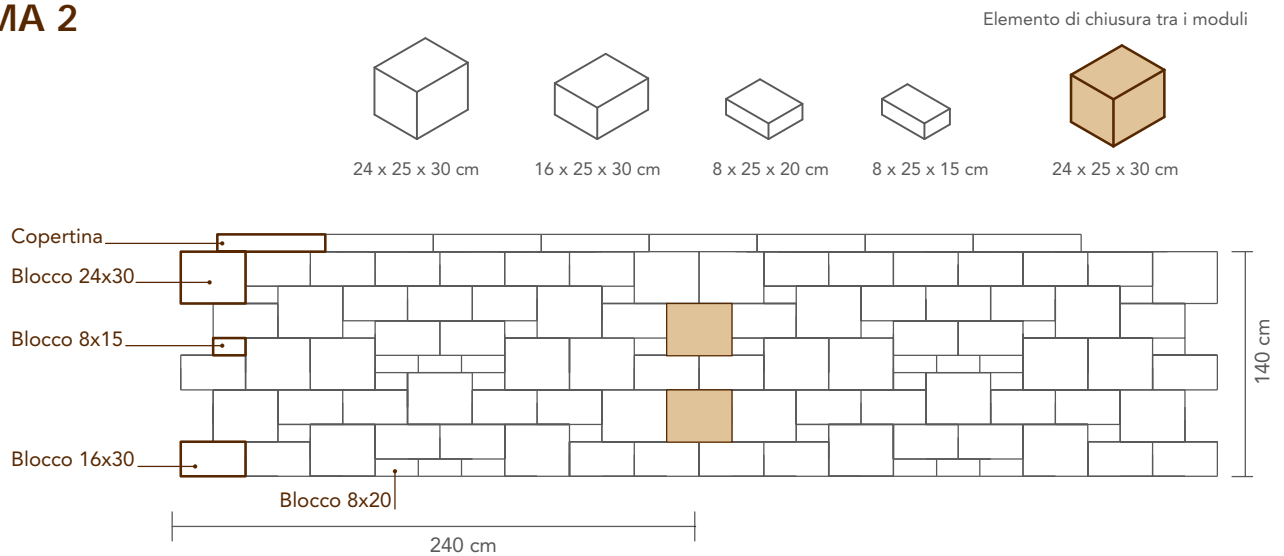 MA 2
Elemento di chiusura tra i moduli
24 x 25 x 30 cm
16 x 25 x 30 cm
8 x 25 x 20 cm
8 x 25 x 15 cm
24 x 25 x 30 cm
Copertina
Blocco 24x30
Blocco 8x15
Blocco 16x30
Blocco 8x20
140 cm
240 cm